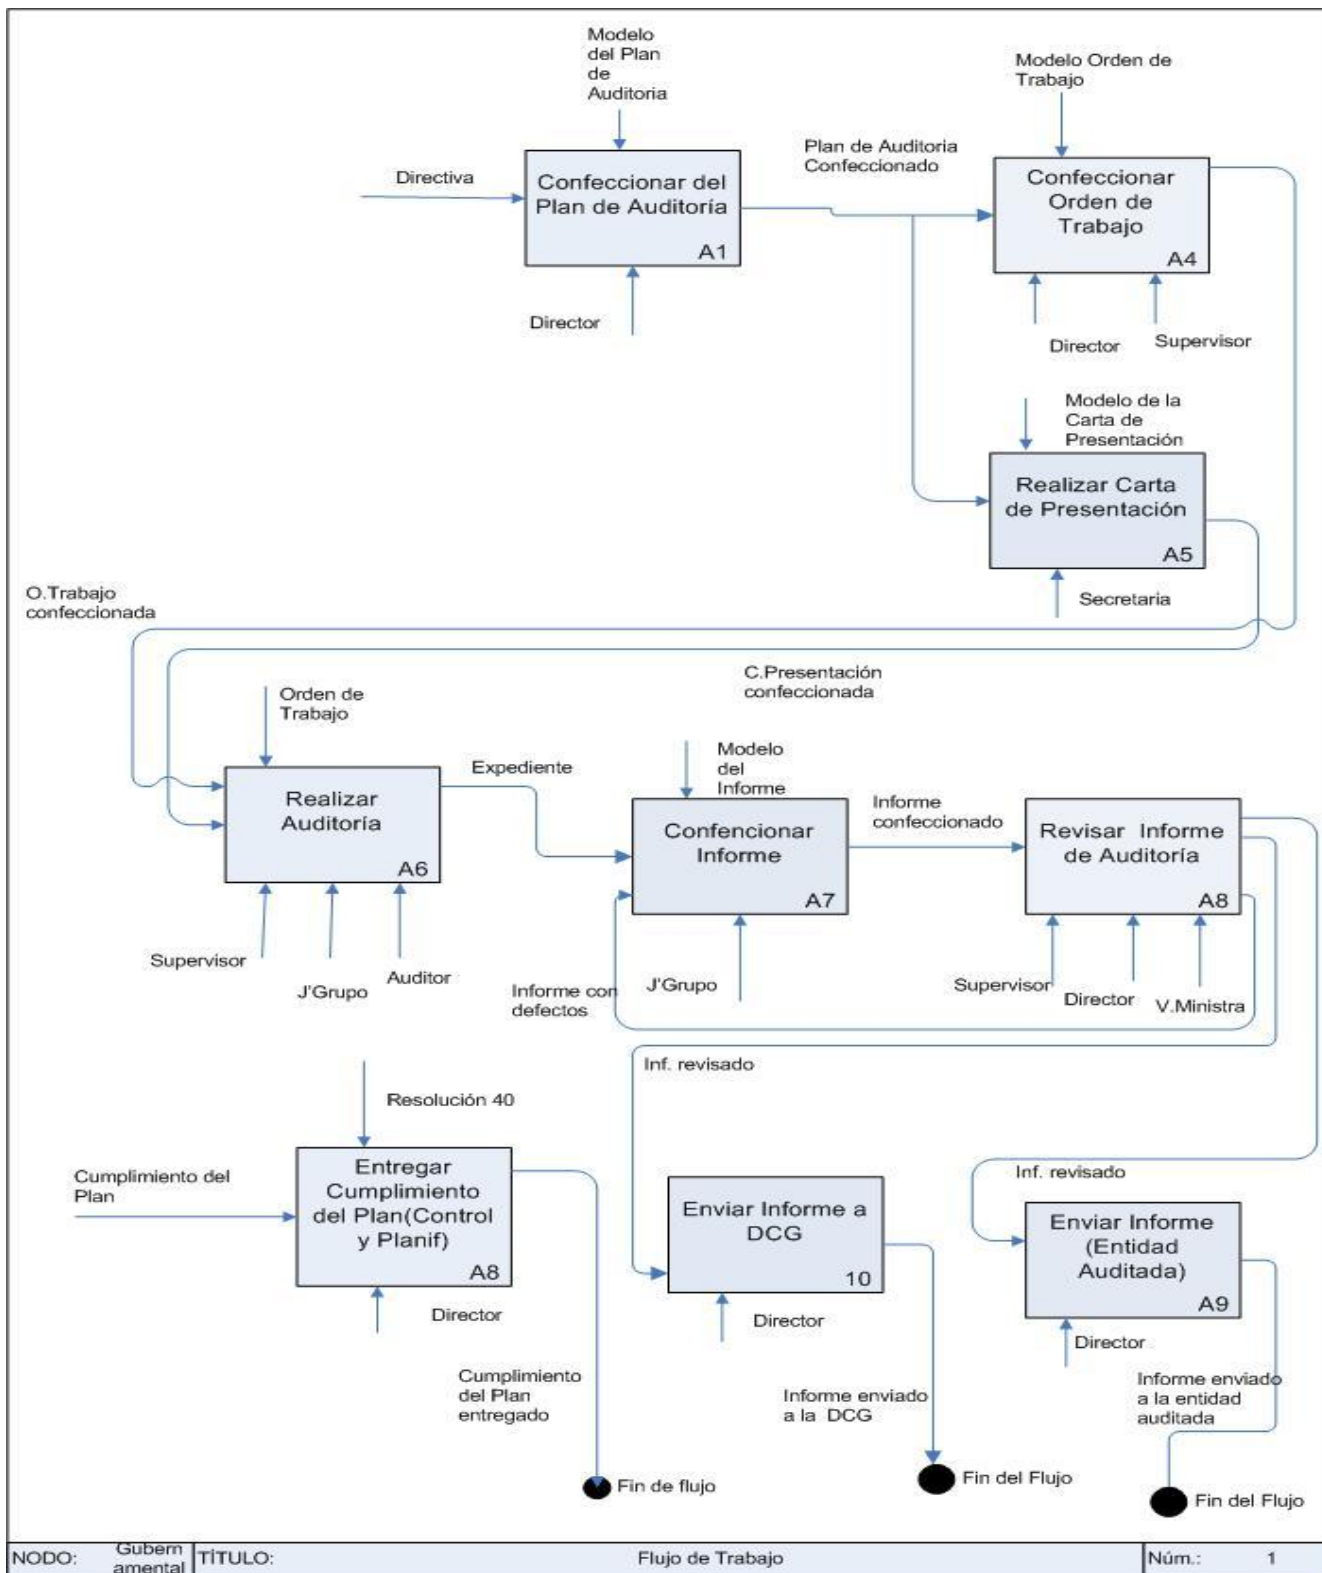 Modelo
del Plan
de
Auditoria
Modelo Orden de
Trabajo
Directiva
Confeccionar del
Plan de Auditoría
A1
Plan de Auditoria
Confeccionado
Confeccionar
Orden de
Trabajo
A4
Director
Director
Supervisor
Modelo de la
Carta de
Presentación
Realizar Carta
de Presentación
A5
Secretaria
O.Trabajo
confeccionada
C.Presentación
confeccionada
Orden de
Trabajo
Realizar
Auditoría
A6
Expediente
Modelo
del
Informe
Confencionar
Informe
A7
Informe
confeccionado
Revisar Informe
de Auditoría
A8
Supervisor
J'Grupo
Auditor
Informe con
defectos
J'Grupo
Supervisor
Director
V.Ministra
Inf. revisado
Resolución 40
Cumplimiento del
Plan
Entregar
Cumplimiento
del Plan(Control
y Planif)
A8
Enviar Informe a
DCG
10
Inf. revisado
Enviar Informe
(Entidad
Auditada)
A9
Director
Director
Director
Cumplimiento
del Plan
entregado
Informe enviado
a la DCG
Informe enviado
a la entidad
auditada
Fin de flujo
Fin del Flujo
Fin del Flujo
NODO:
Gubern
amental
TÍTULO:
Flujo de Trabajo
Núm.:
1